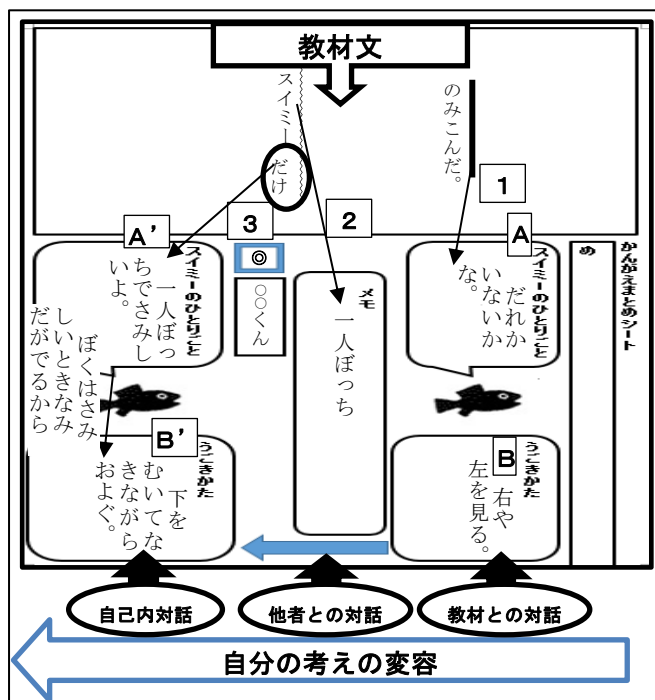 教材文
のみこんだ。
スイミーだけ
1
2
3
かんがえまとめシート
め
A
スイミーのひとりごと
だれか
いないか
な。
B
うごきかた
右や
左を見る。
メモ
一人ぼっち
◎
○○くん
A’
スイミーのひとりごと
一人ぼっ
ちでさみし
いよ。
ぼくはさみ
しいときなみ
だがでるから
B’
うごきかた
下を
むいてな
きながら
およぐ。
教材との対話
他者との対話
自己内対話
自分の考えの変容